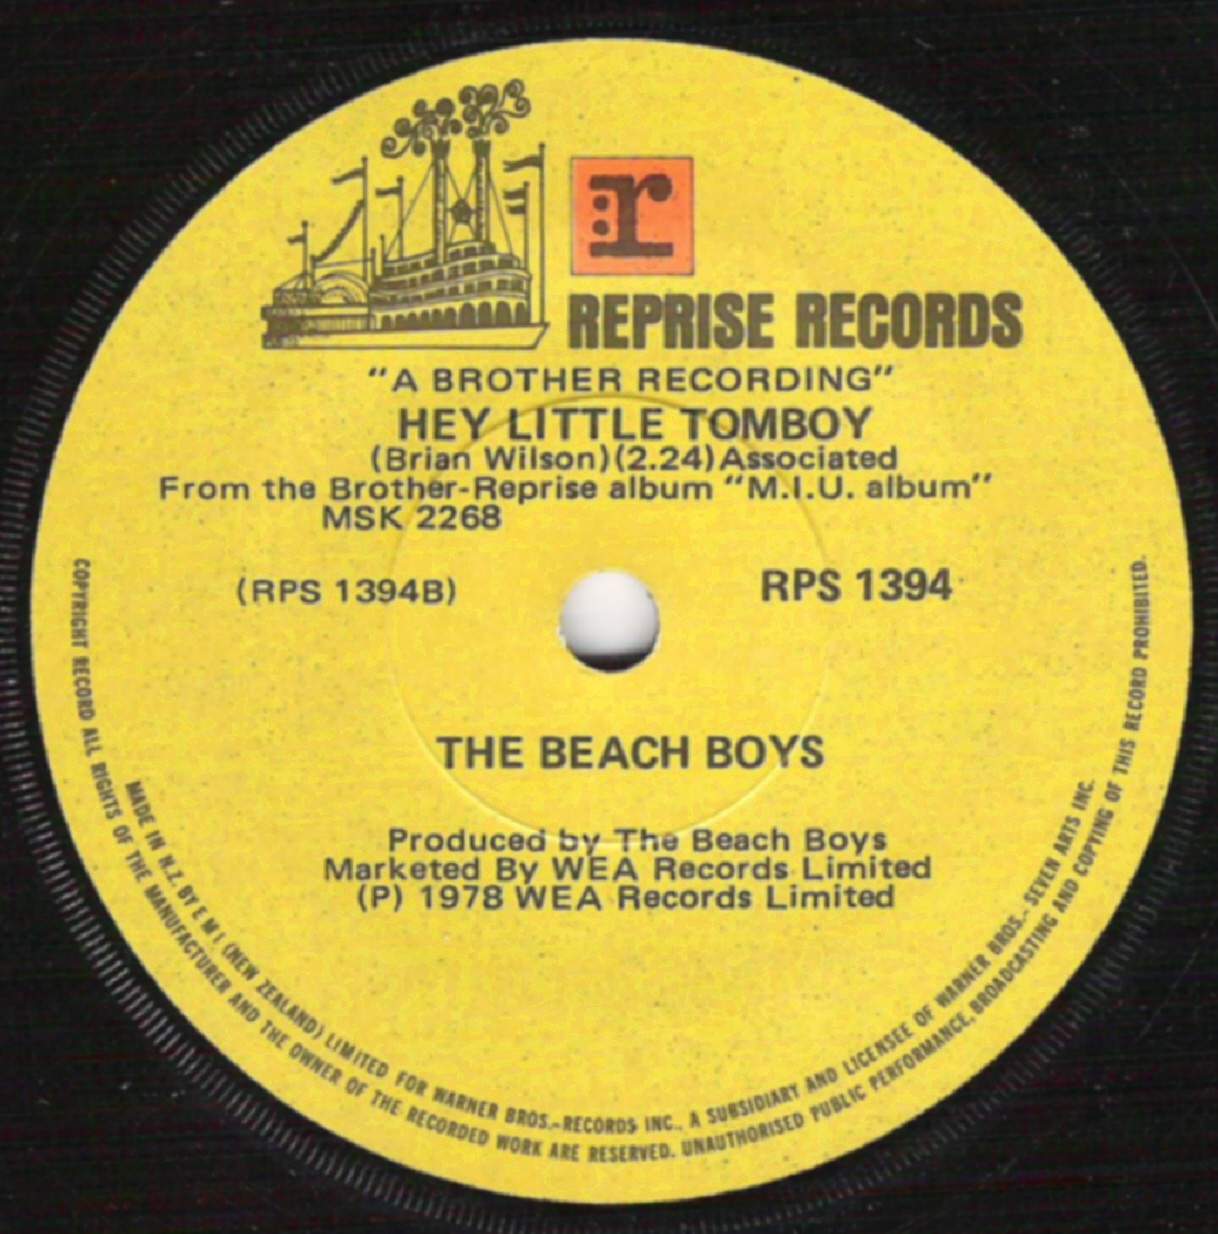 r:
REPRISE RECORDS
"A BROTHER RECORDING"
HEY LITTLE TOMBOY
(Brian Wilson)(2.24)Associated
From the Brother-Reprise album "M.I.U. album"
MSK 2268
(RPS 1394B)
RPS 1394
THE BEACH BOYS
Produced by The Beach Boys
Marketed By WEA Records Limited
(P) 1978 WEA Records Limited
MADE IN N.Z. BY E M I (NEW ZEALAND) LIMITED FOR WARNER BROS.-RECORDS INC., A SUBSIDIARY AND LICENSEE OF WARNER BROS.- SEVEN ARTS INC.
COPYRIGHT RECORD ALL RIGHTS OF THE MANUFACTURER AND THE OWNER OF THE RECORDED WORK ARE RESERVED. UNAUTHORISED PUBLIC PERFORMANCE, BROADCASTING AND COPYING OF THIS RECORD PROHIBITED.